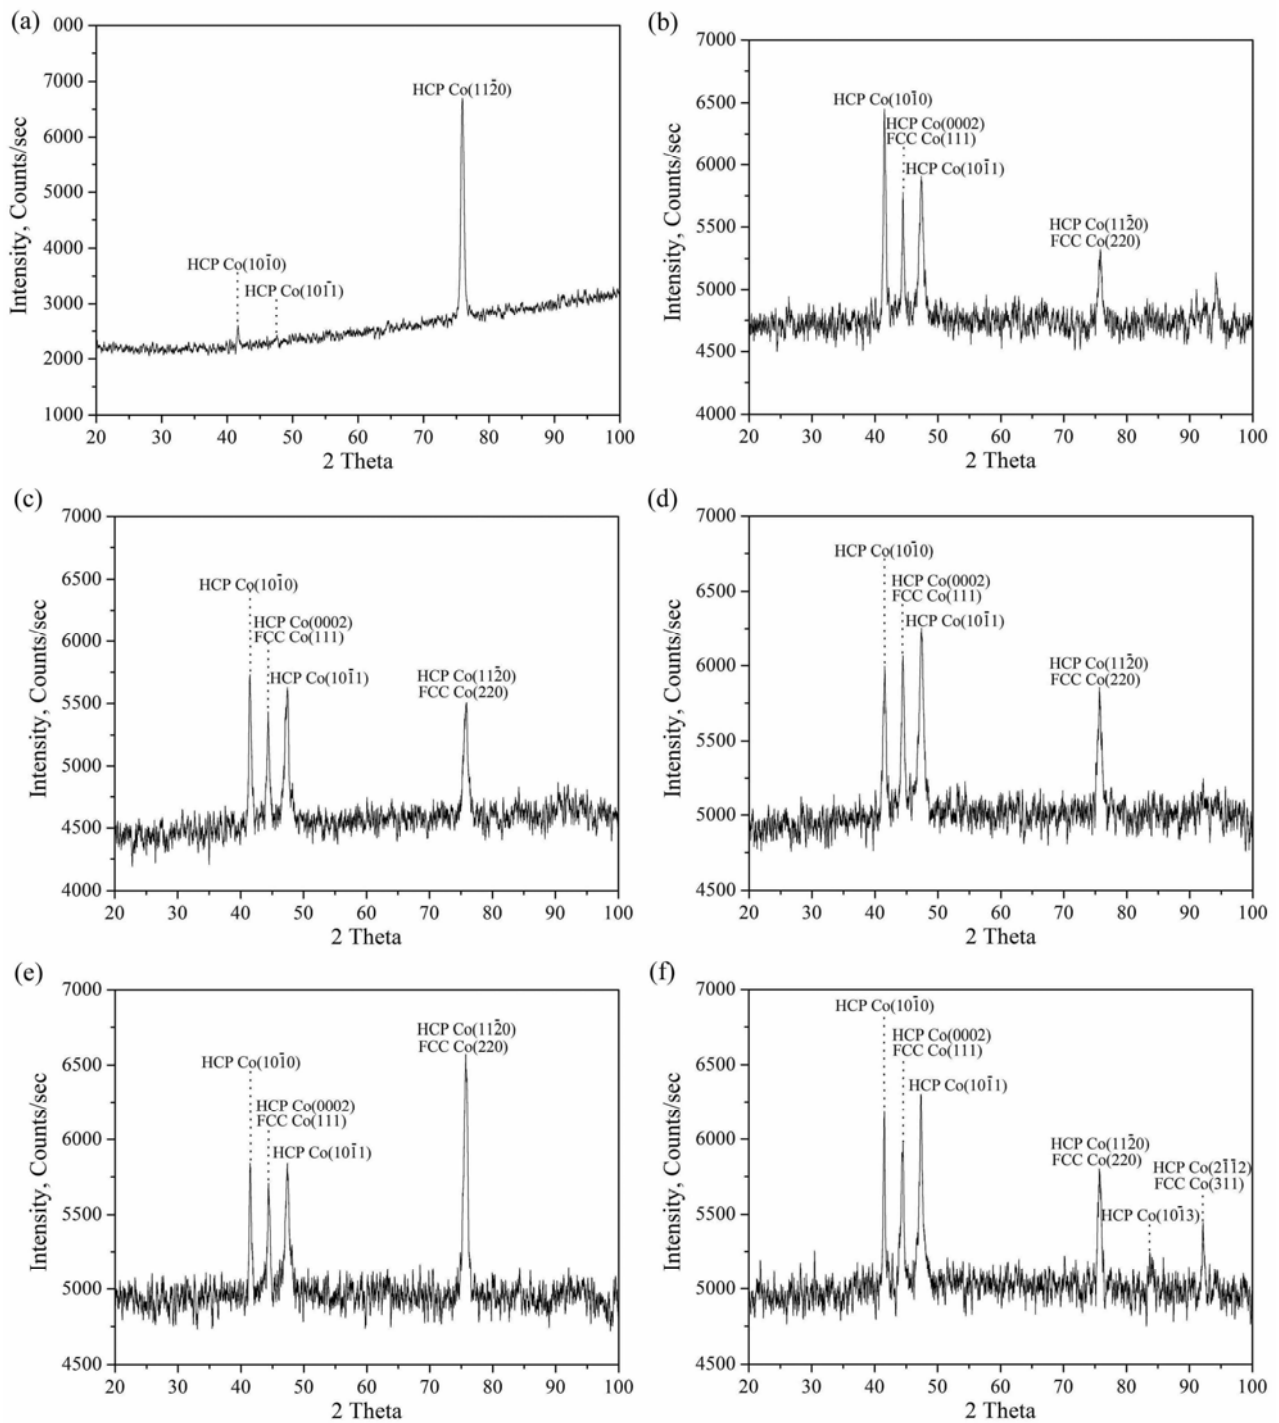 (a)
000
7000
6000
5000
4000
3000
2000
1000
Intensity, Counts/sec
HCP Co(112̄0)
HCP Co(101̄0)
HCP Co(101̄1)
20 30 40 50 60 70 80 90 100
2 Theta
(b)
7000
6500
6000
5500
5000
4500
4000
Intensity, Counts/sec
HCP Co(101̄0)
HCP Co(0002)
FCC Co(111)
HCP Co(101̄1)
HCP Co(112̄0)
FCC Co(220)
20 30 40 50 60 70 80 90 100
2 Theta
(c)
7000
6500
6000
5500
5000
4500
4000
Intensity, Counts/sec
HCP Co(101̄0)
HCP Co(0002)
FCC Co(111)
HCP Co(101̄1)
HCP Co(112̄0)
FCC Co(220)
20 30 40 50 60 70 80 90 100
2 Theta
(d)
7000
6500
6000
5500
5000
4500
Intensity, Counts/sec
HCP Co(101̄0)
HCP Co(0002)
FCC Co(111)
HCP Co(101̄1)
HCP Co(112̄0)
FCC Co(220)
20 30 40 50 60 70 80 90 100
2 Theta
(e)
7000
6500
6000
5500
5000
4500
Intensity, Counts/sec
HCP Co(112̄0)
FCC Co(220)
HCP Co(101̄0)
HCP Co(0002)
FCC Co(111)
HCP Co(101̄1)
20 30 40 50 60 70 80 90 100
2 Theta
(f)
7000
6500
6000
5500
5000
4500
Intensity, Counts/sec
HCP Co(101̄0)
HCP Co(0002)
FCC Co(111)
HCP Co(101̄1)
HCP Co(112̄0)
FCC Co(220)
HCP Co(21̄1̄2)
FCC Co(311)
HCP Co(101̄3)
20 30 40 50 60 70 80 90 100
2 Theta